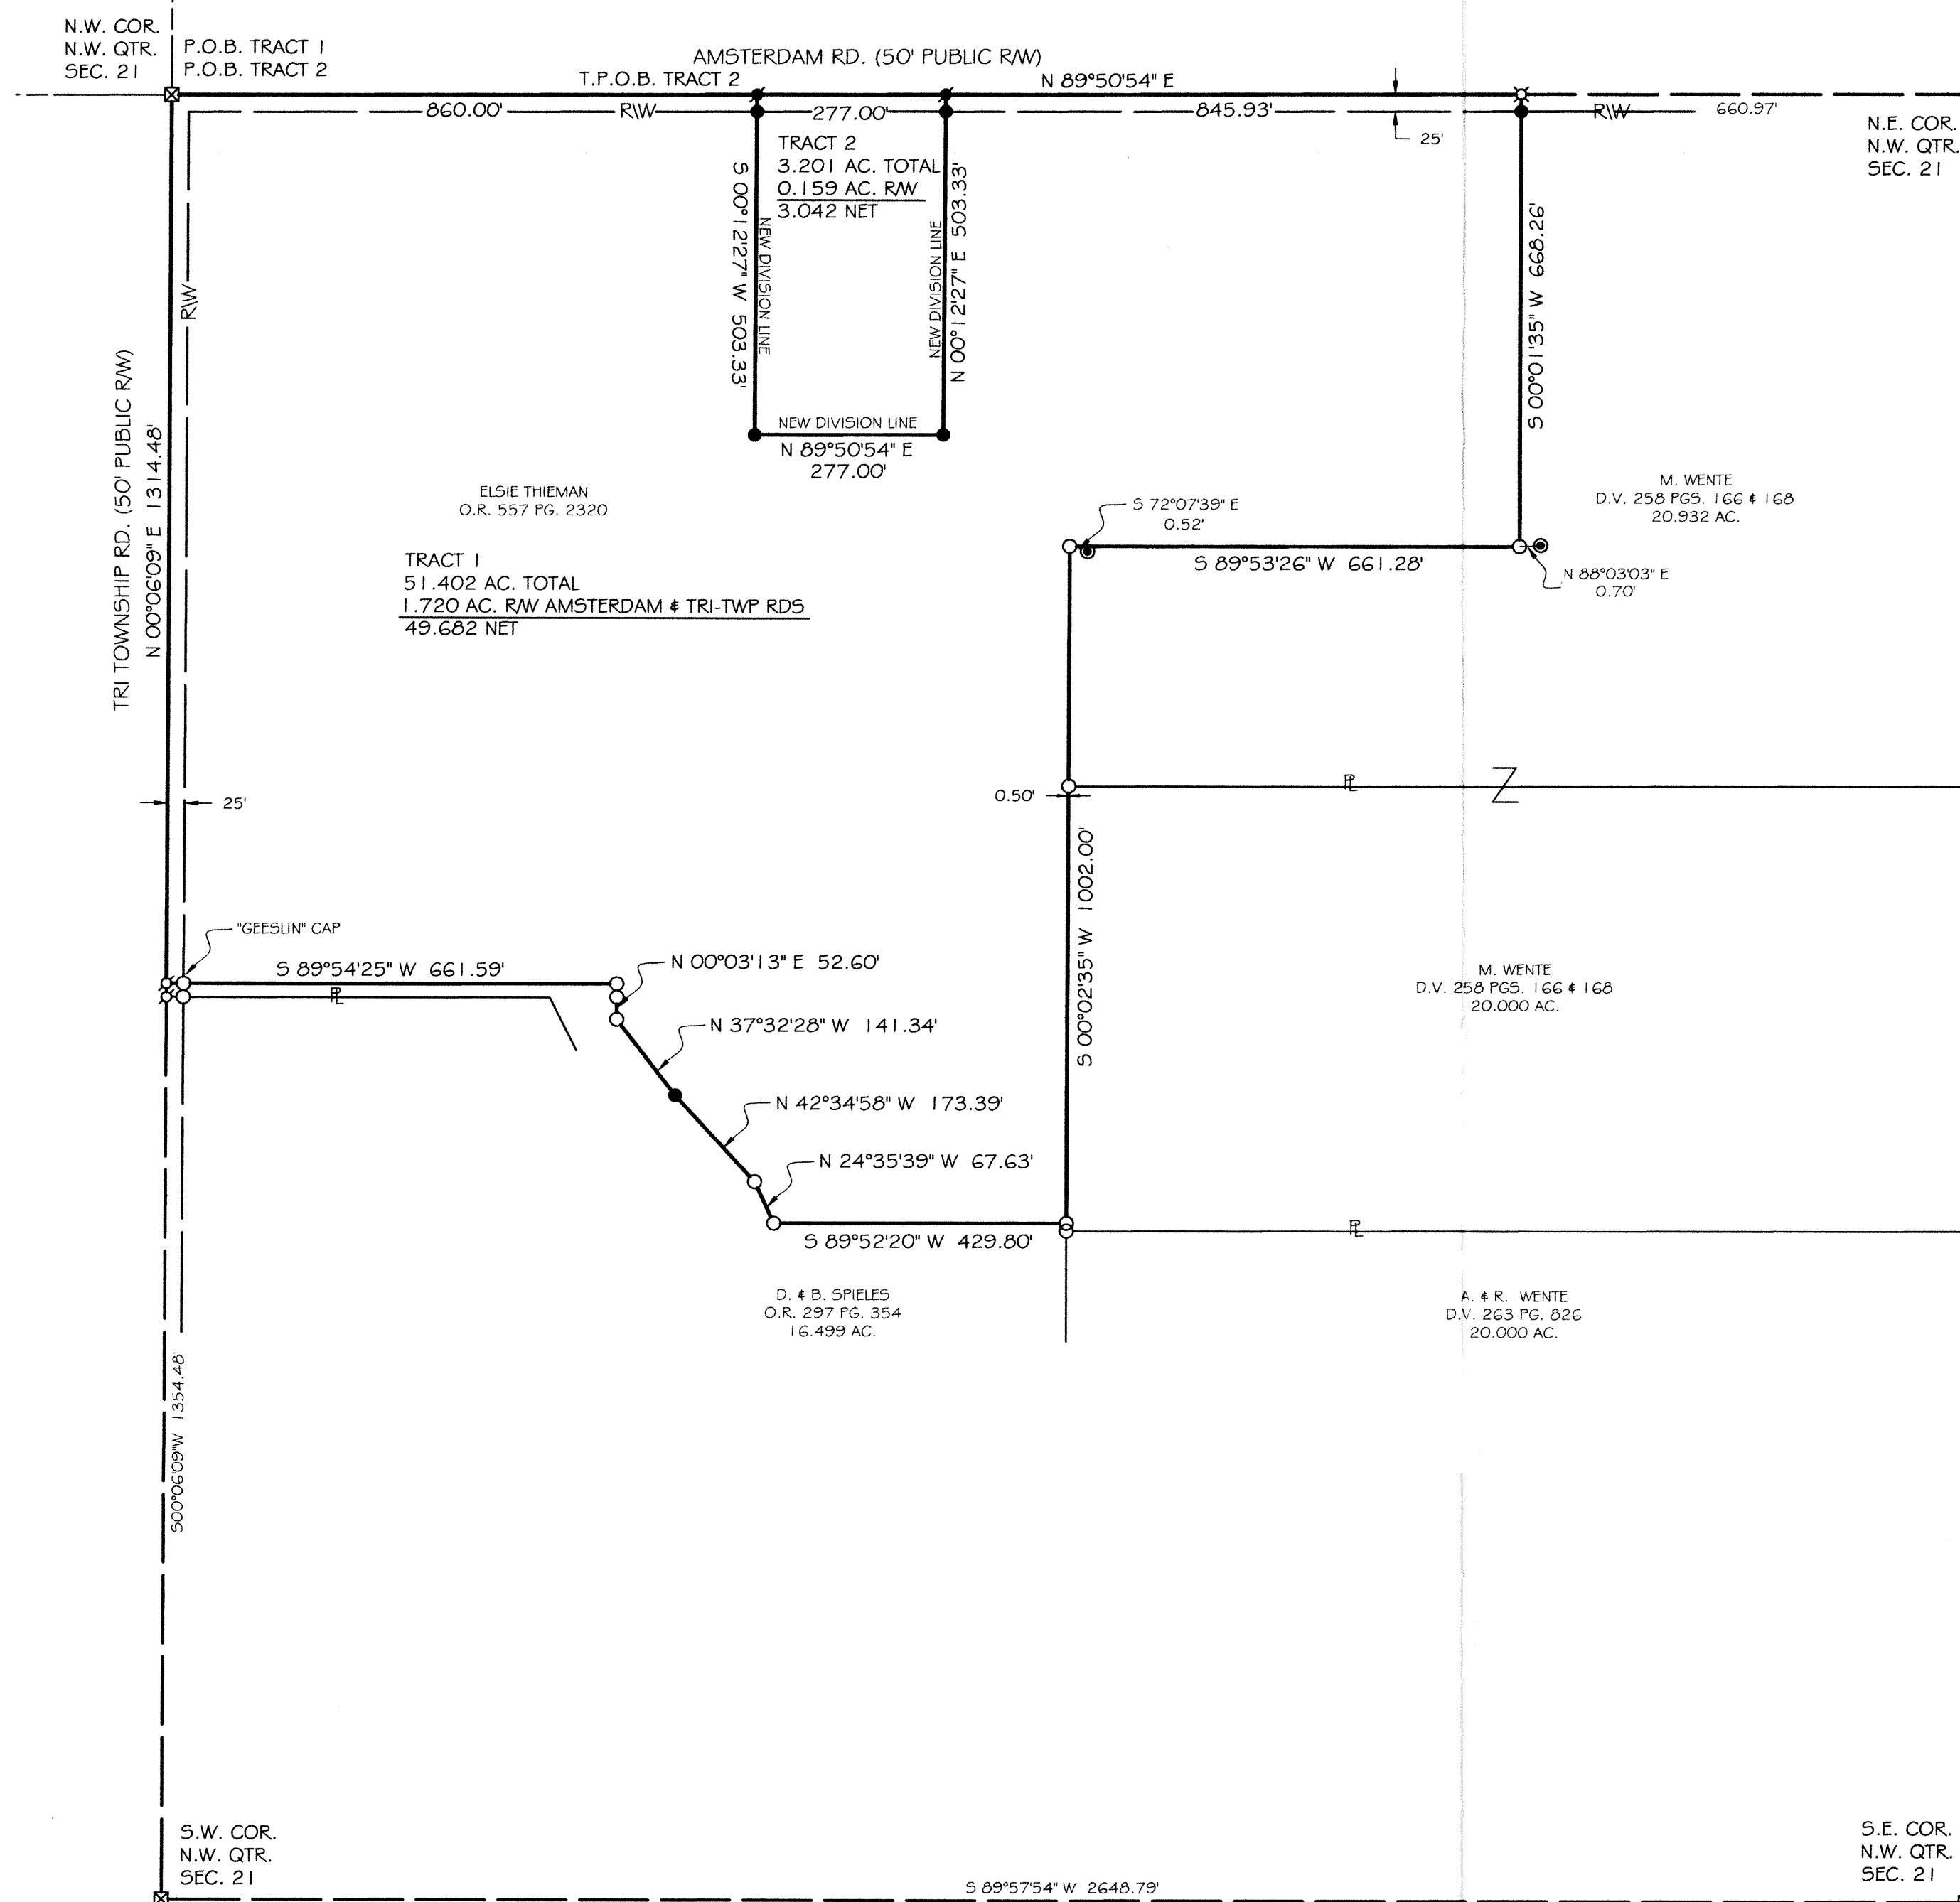 N.W. COR.
N.W. QTR.
SEC. 21
P.O.B. TRACT 1
P.O.B. TRACT 2
AMSTERDAM RD. (50' PUBLIC R/W)
T.P.O.B. TRACT 2
N 89°50'54" E
860.00'
R\W
277.00'
845.93'
R\W
660.97'
25'
N.E. COR.
N.W. QTR.
SEC. 21
TRACT 2
3.201 AC. TOTAL
0.159 AC. R/W
3.042 NET
S 00°12'27" W 503.33'
NEW DIVISION LINE
NEW DIVISION LINE
N 00°12'27" E 503.33'
S 00°01'35" W 668.26'
R\W
TRI TOWNSHIP RD. (50' PUBLIC R/W)
N 00°06'09" E 1314.48'
NEW DIVISION LINE
N 89°50'54" E
277.00'
ELSIE THIEMAN
O.R. 557 PG. 2320
M. WENTE
D.V. 258 PGS. 166 & 168
20.932 AC.
S 72°07'39" E
0.52'
S 89°53'26" W 661.28'
N 88°03'03" E
0.70'
TRACT 1
51.402 AC. TOTAL
1.720 AC. R/W AMSTERDAM & TRI-TWP RDS
49.682 NET
25'
0.50'
PL
Z
S 00°02'35" W 1002.00'
"GEESLIN" CAP
S 89°54'25" W 661.59'
PL
N 00°03'13" E 52.60'
N 37°32'28" W 141.34'
N 42°34'58" W 173.39'
N 24°35'39" W 67.63'
M. WENTE
D.V. 258 PGS. 166 & 168
20.000 AC.
S 89°52'20" W 429.80'
PL
D. & B. SPIELES
O.R. 297 PG. 354
16.499 AC.
A. & R. WENTE
D.V. 263 PG. 826
20.000 AC.
S00°06'09"W 1354.48'
S.W. COR.
N.W. QTR.
SEC. 21
S.E. COR.
N.W. QTR.
SEC. 21
S 89°57'54" W 2648.79'